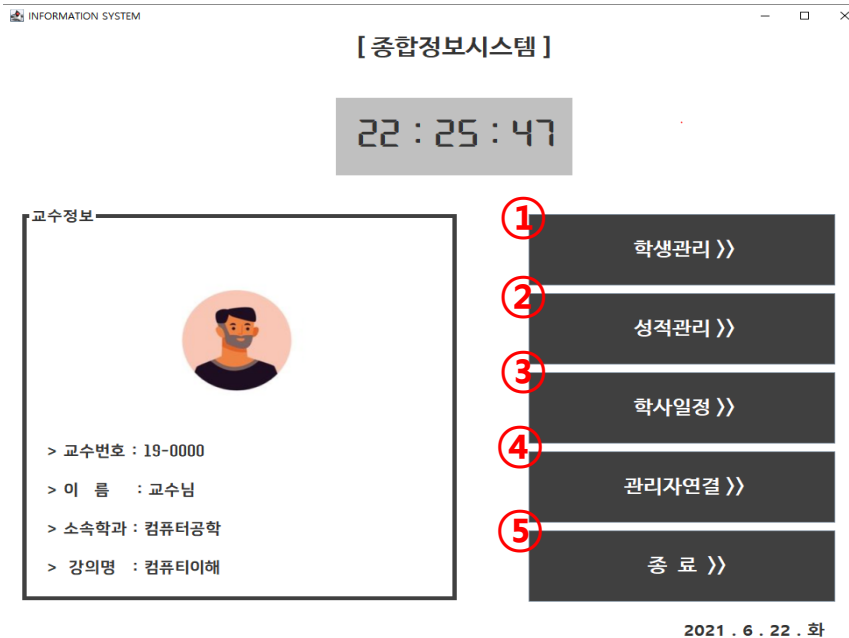 INFORMATION SYSTEM
[ 종합정보시스템 ]
22 : 25 : 47
교수정보
> 교수번호 : 19-0000
> 이 름 : 교수님
> 소속학과 : 컴퓨터공학
> 강의명 : 컴퓨티이해
① 학생관리 》
② 성적관리 》
③ 학사일정 》
④ 관리자연결 》
⑤ 종 료 》
2021 . 6 . 22 . 화